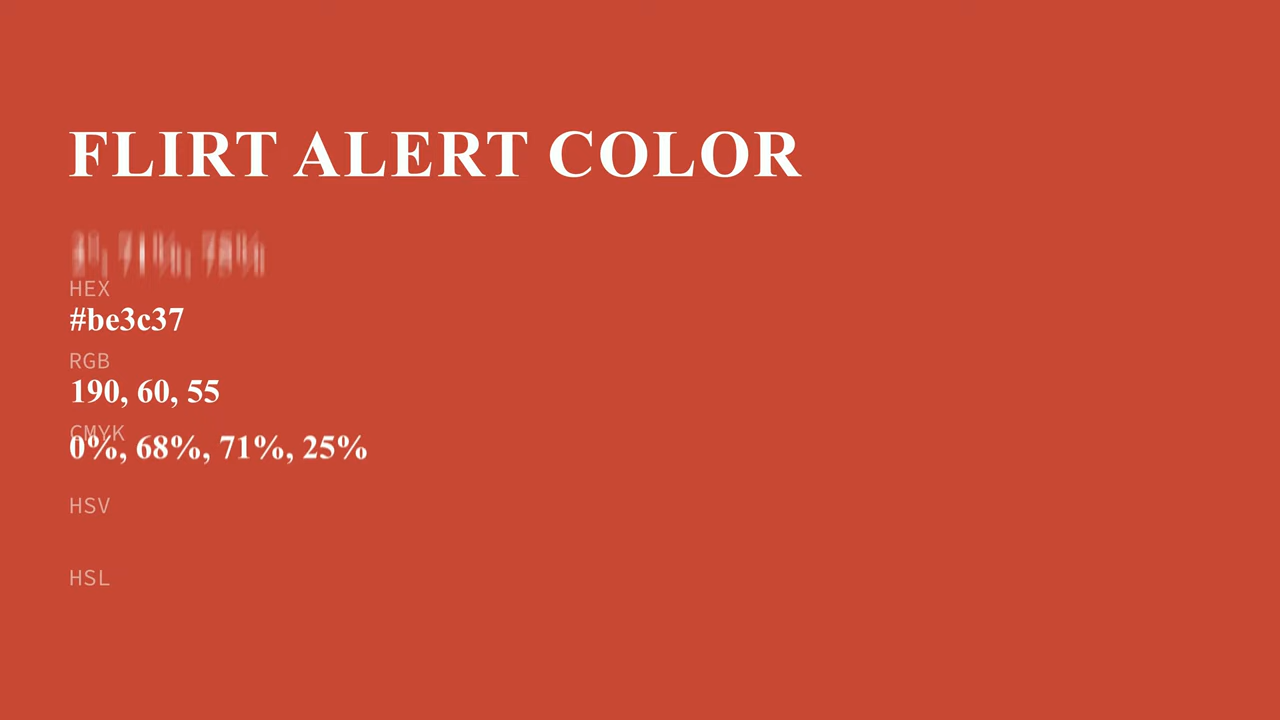 FLIRT ALERT COLOR
HEX
#be3c37
RGB
190, 60, 55
CMYK
0%, 68%, 71%, 25%
HSV
HSL